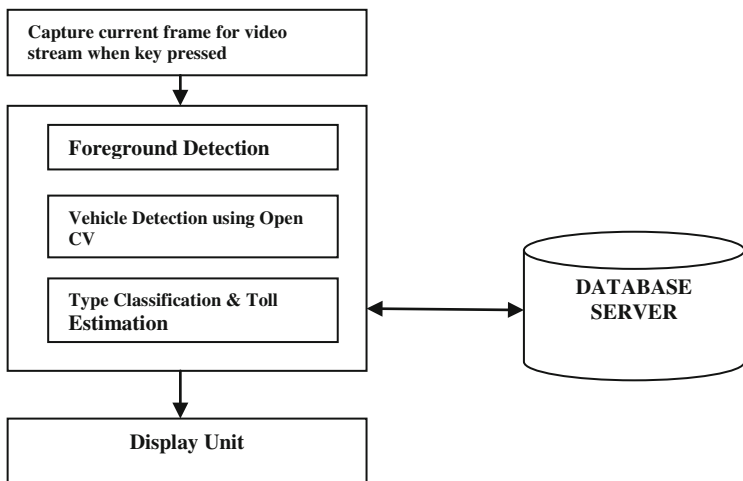 Capture current frame for video
stream when key pressed
Foreground Detection
Vehicle Detection using Open
CV
Type Classification & Toll
Estimation
DATABASE
SERVER
Display Unit